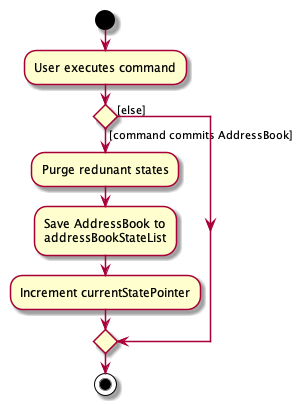 User executes command
[else]
[command commits AddressBook]
Purge redunant states
Save AddressBook to
addressBookStateList
Increment currentStatePointer